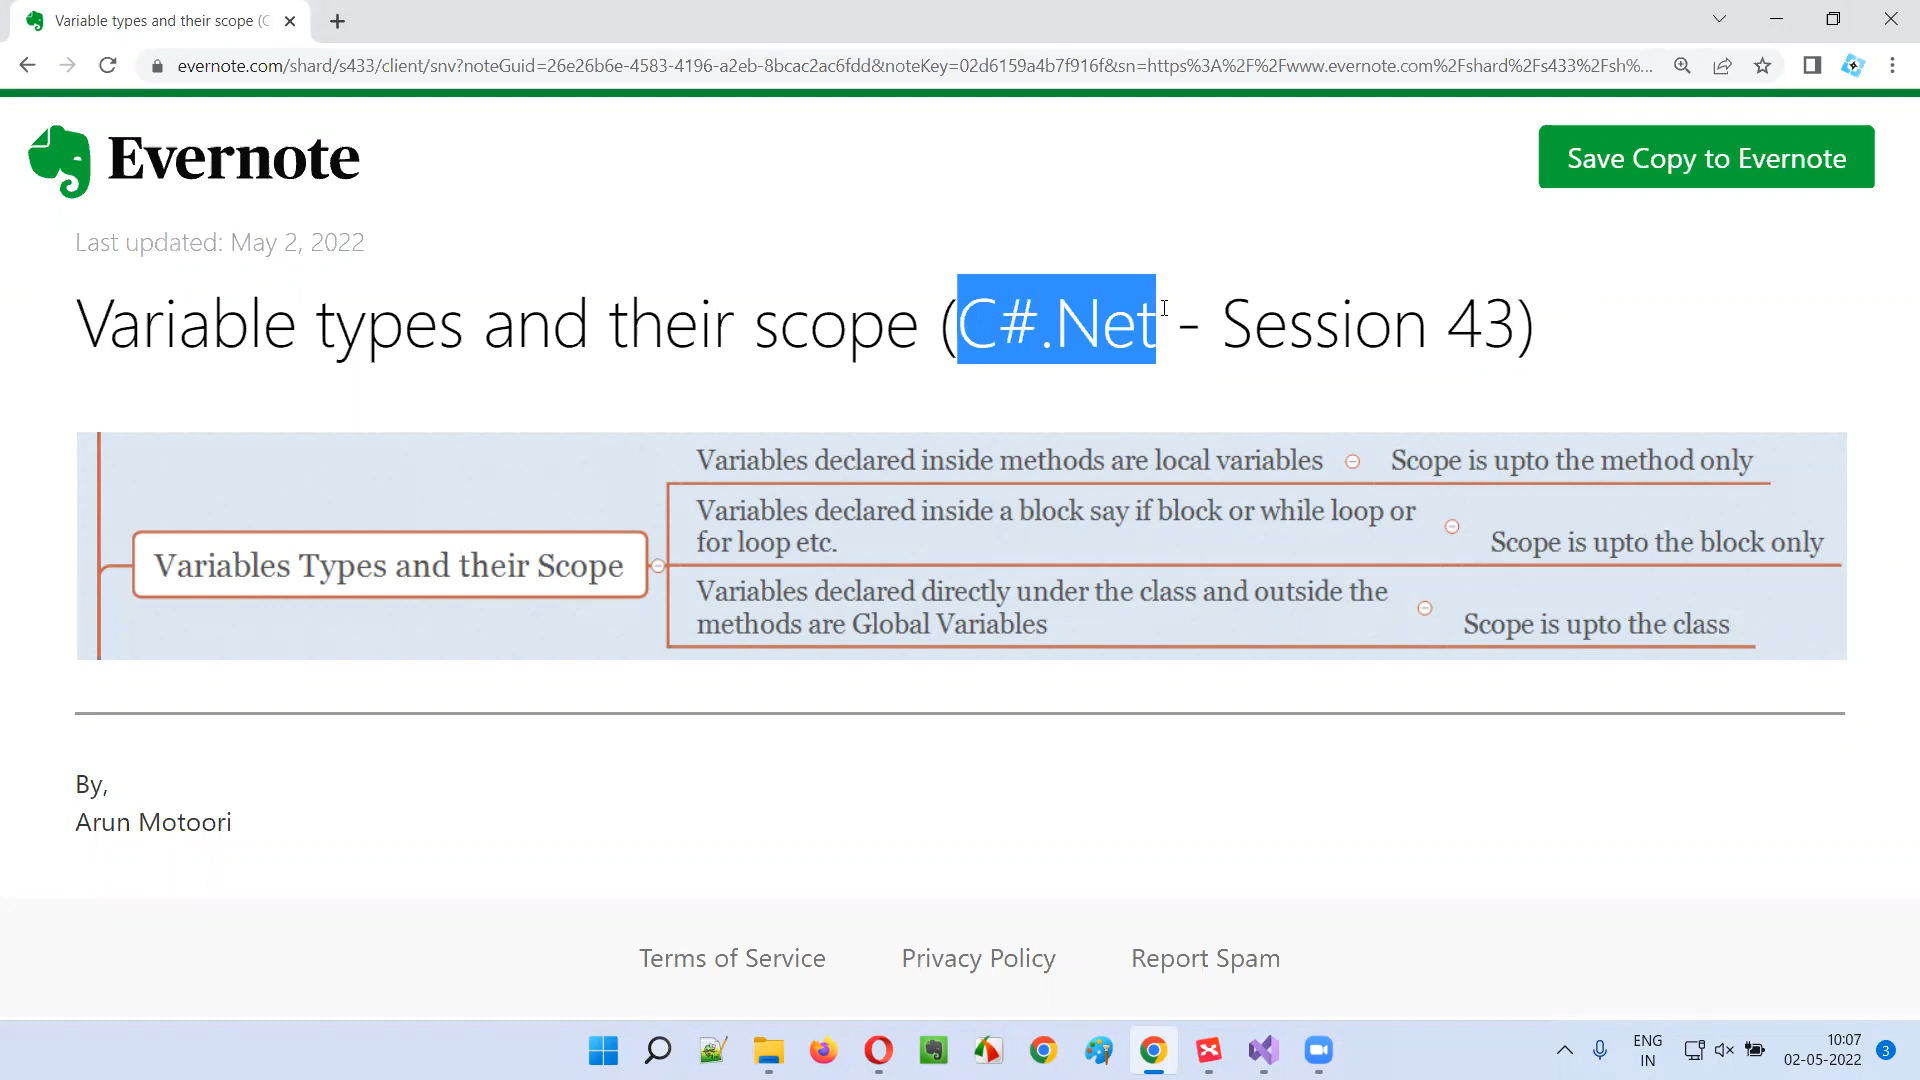 Variable types and their scope (C
evernote.com/shard/s433/client/snv?noteGuid=26e26b6e-4583-4196-a2eb-8bcac2ac6fdd&noteKey=02d6159a4b7f916f&sn=https%3A%2F%2Fwww.evernote.com%2Fshard%2Fs433%2Fsh%...
Evernote
Save Copy to Evernote
Last updated: May 2, 2022
Variable types and their scope (C#.Net - Session 43)
Variables declared inside methods are local variables
Scope is upto the method only
Variables declared inside a block say if block or while loop or
for loop etc.
Scope is upto the block only
Variables Types and their Scope
Variables declared directly under the class and outside the
methods are Global Variables
Scope is upto the class
By,
Arun Motoori
Terms of Service
Privacy Policy
Report Spam
ENG
IN
10:07
02-05-2022
3